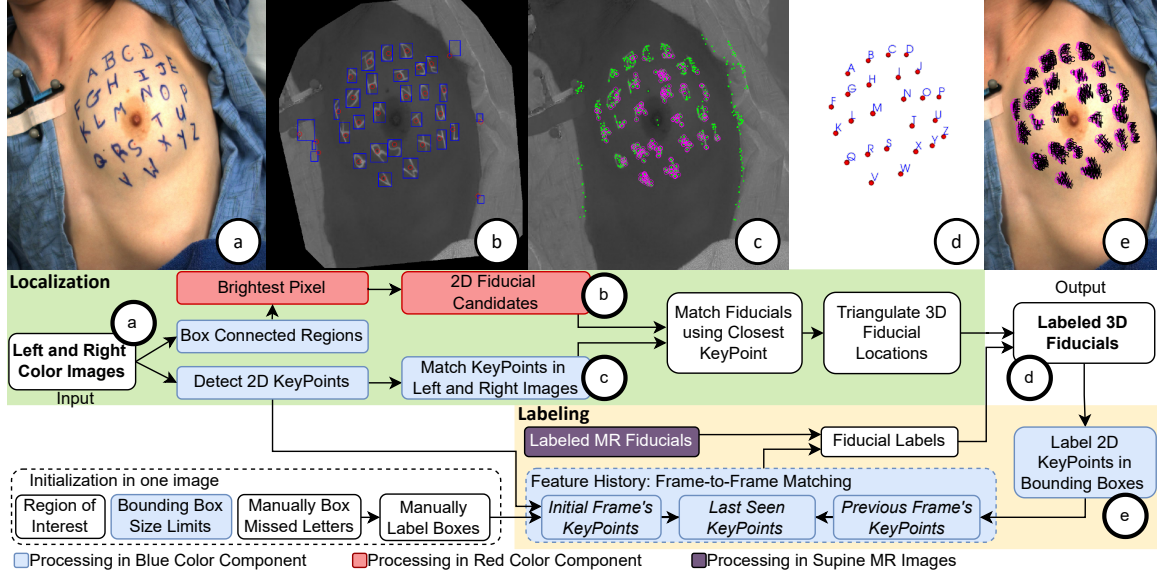 A B C D
F G H I J E
K L M N O P
Q R S T U
V W X Y Z
a
b
c
A B C D
F G H I J
K L M N O P
Q R S T U
V W X Y Z
d
e
Localization
Brightest Pixel
2D Fiducial
Candidates
b
Output
a
Box Connected Regions
Match Fiducials
using Closest
KeyPoint
Triangulate 3D
Fiducial
Locations
Labeled 3D
Fiducials
Left and Right
Color Images
Input
Detect 2D KeyPoints
Match KeyPoints in
Left and Right Images
c
d
Labeling
Labeled MR Fiducials
Fiducial Labels
Label 2D
KeyPoints in
Bounding Boxes
e
Initialization in one image
Region of
Interest
Bounding Box
Size Limits
Manually Box
Missed Letters
Manually
Label Boxes
Feature History: Frame-to-Frame Matching
Initial Frame's
KeyPoints
Last Seen
KeyPoints
Previous Frame's
KeyPoints
Processing in Blue Color Component
Processing in Red Color Component
Processing in Supine MR Images